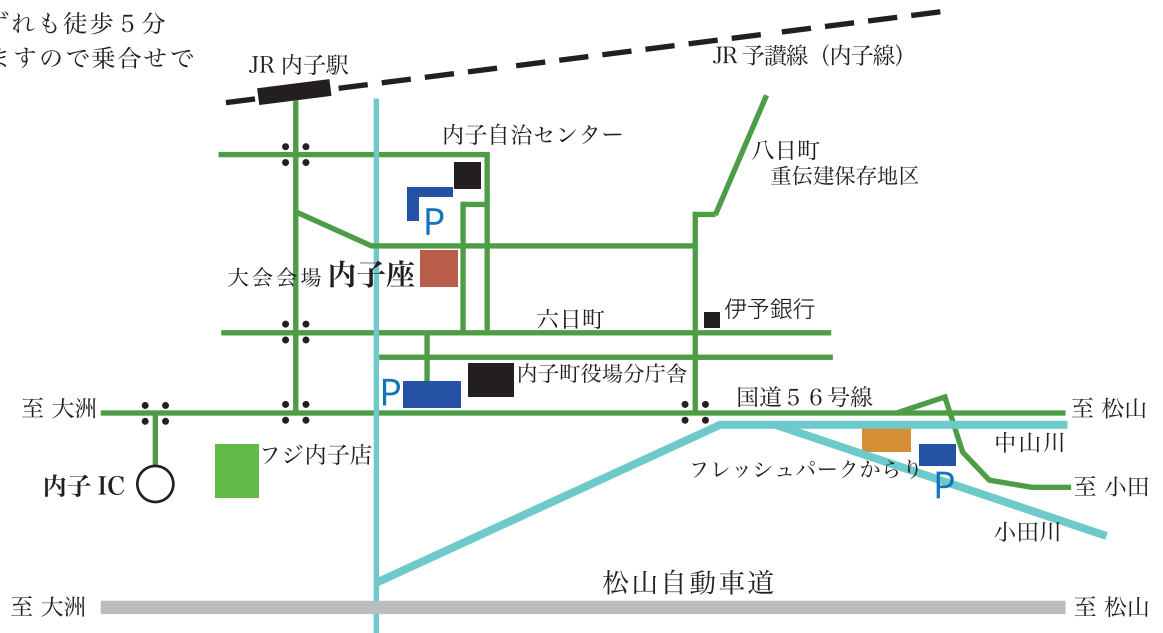 ずれも徒歩５分
ますので乗合せで
JR 内子駅
JR 予讃線（内子線）
内子自治センター
八日町
重伝建保存地区
P
大会会場 内子座
伊予銀行
六日町
内子町役場分庁舎
P
国道５６号線
至 大洲
至 松山
中山川
フジ内子店
フレッシュパークからり
内子 IC
P
至 小田
小田川
松山自動車道
至 大洲
至 松山